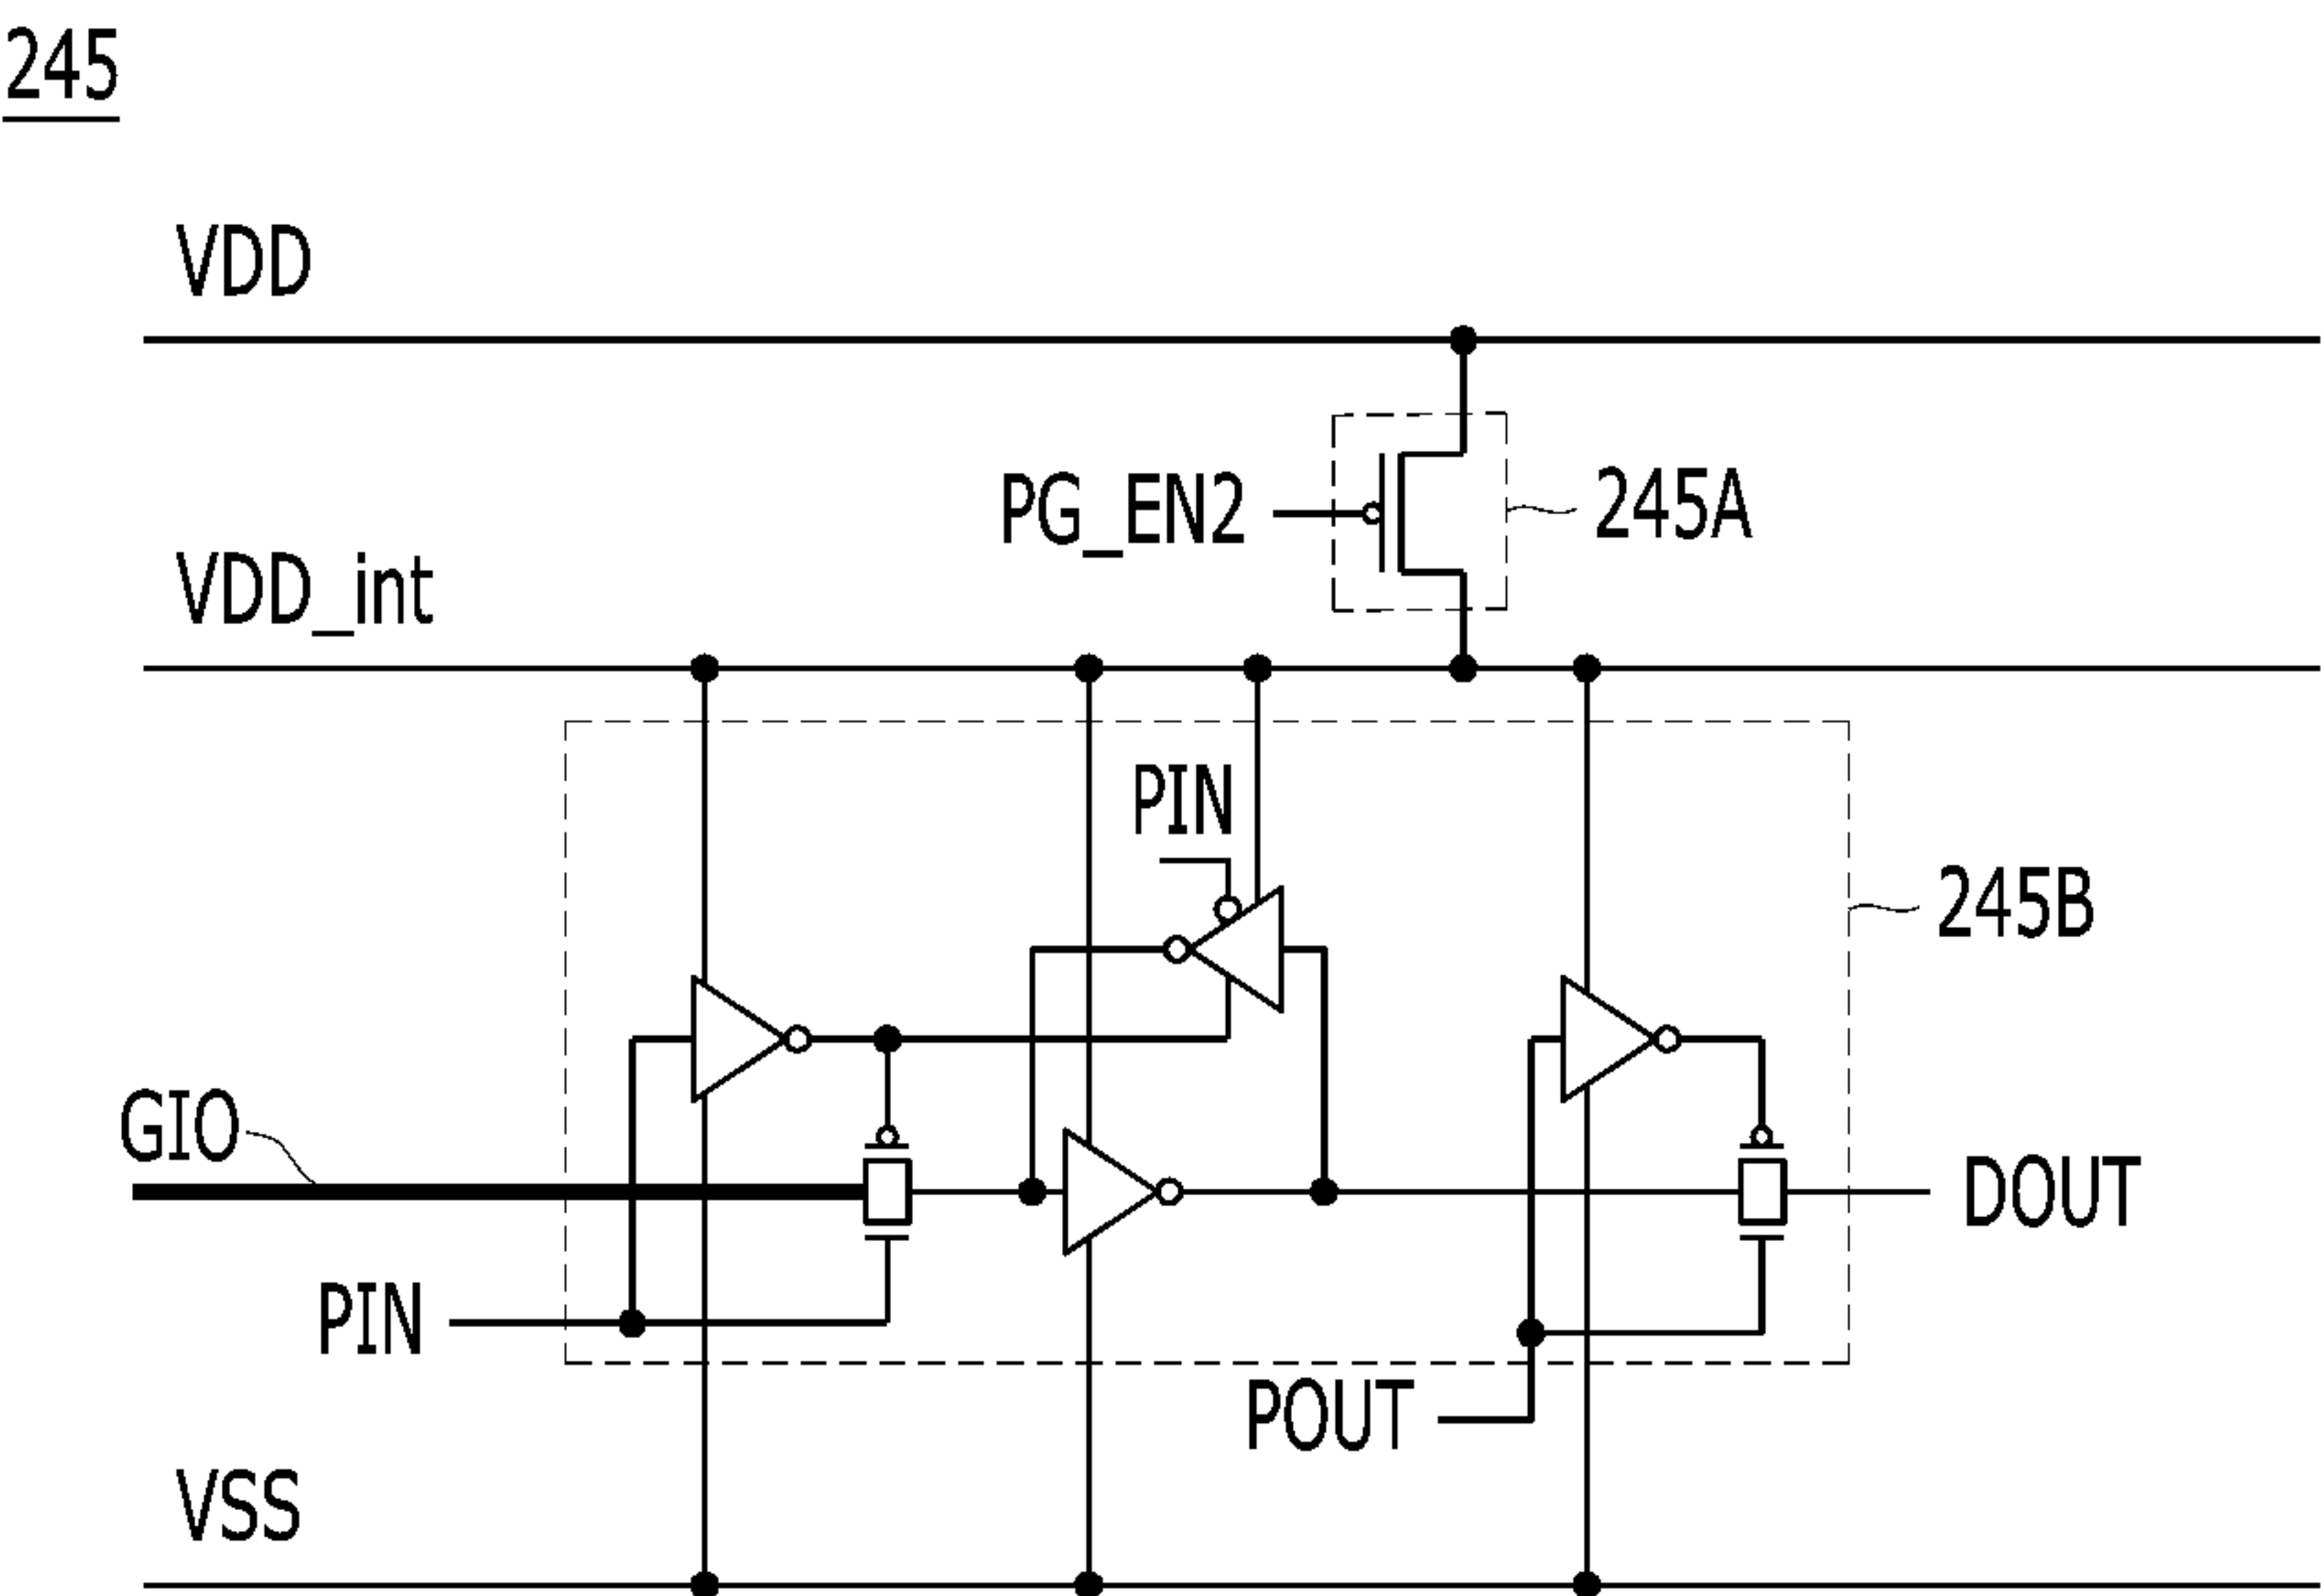 245
VDD
PG_EN2
245A
VDD_int
PIN
245B
GIO
DOUT
PIN
POUT
VSS